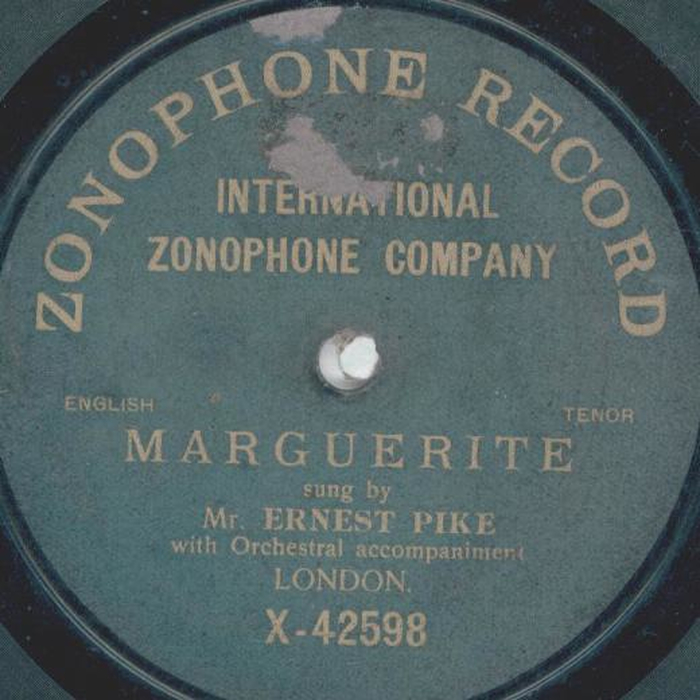 ZONOPHONE RECORD
INTERNATIONAL
ZONOPHONE COMPANY
ENGLISH
TENOR
MARGUERITE
sung by
Mr. ERNEST PIKE
with Orchestral accompaniment
LONDON.
X-42598